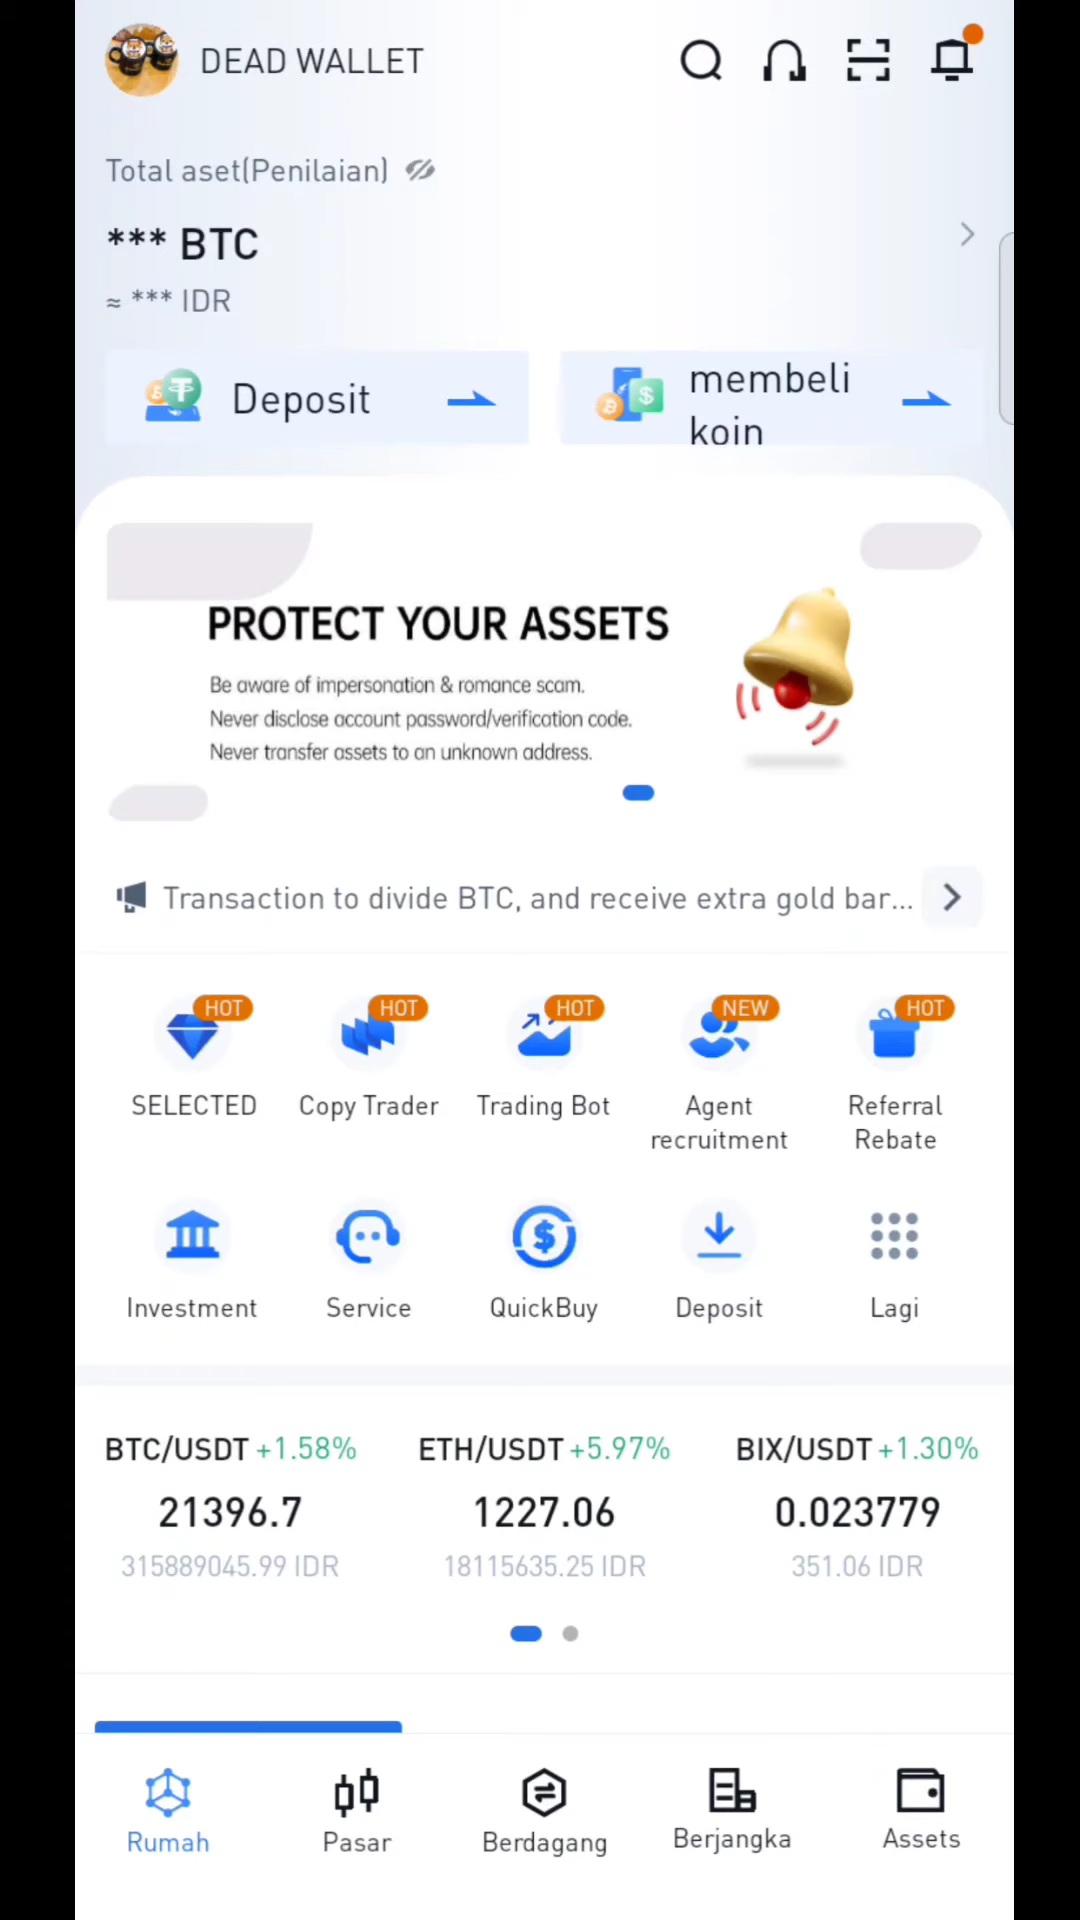 DEAD WALLET
Total aset(Penilaian)
*** BTC
≈ *** IDR
Deposit
membeli
koin
PROTECT YOUR ASSETS
Be aware of impersonation & romance scam.
Never disclose account password/verification code.
Never transfer assets to an unknown address.
Transaction to divide BTC, and receive extra gold bar...
HOT HOT HOT NEW HOT
SELECTED Copy Trader Trading Bot Agent Referral
recruitment Rebate
Investment Service QuickBuy Deposit Lagi
BTC/USDT +1.58% ETH/USDT +5.97% BIX/USDT +1.30%
21396.7 1227.06 0.023779
315889045.99 IDR 18115635.25 IDR 351.06 IDR
Rumah Pasar Berdagang Berjangka Assets